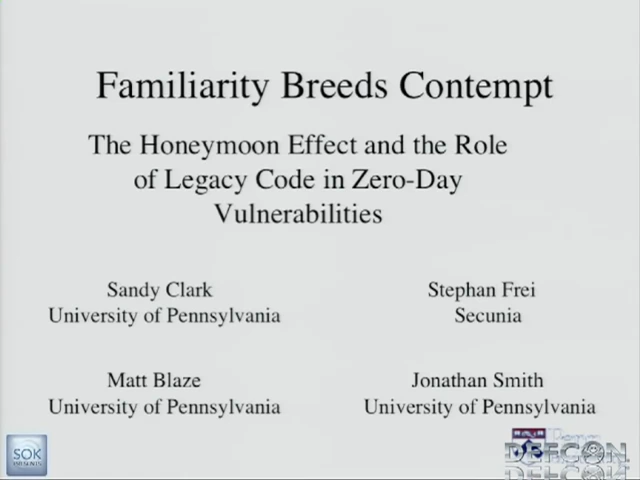 Familiarity Breeds Contempt
The Honeymoon Effect and the Role
of Legacy Code in Zero-Day
Vulnerabilities
Sandy Clark
University of Pennsylvania
Stephan Frei
Secunia
Matt Blaze
University of Pennsylvania
Jonathan Smith
University of Pennsylvania
SOK
PRESENTS
DEFCON